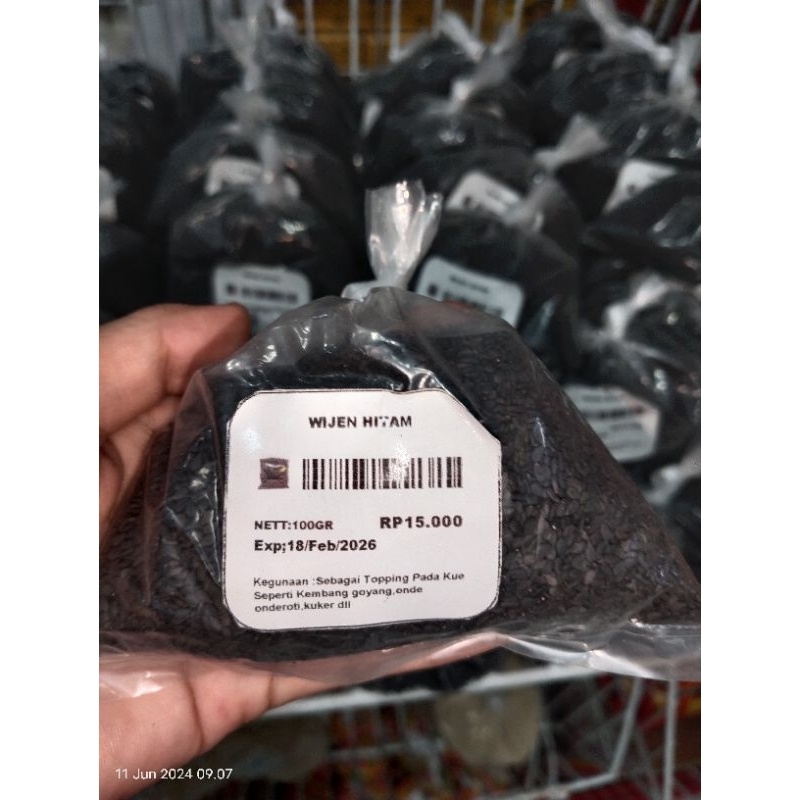 WIJEN HITAM
NETT:100GR RP15.000
Exp;18/Feb/2026
Kegunaan :Sebagai Topping Pada Kue
Seperti Kembang goyang,onde
onderoti,kuker dll
11 Jun 2024 09.07